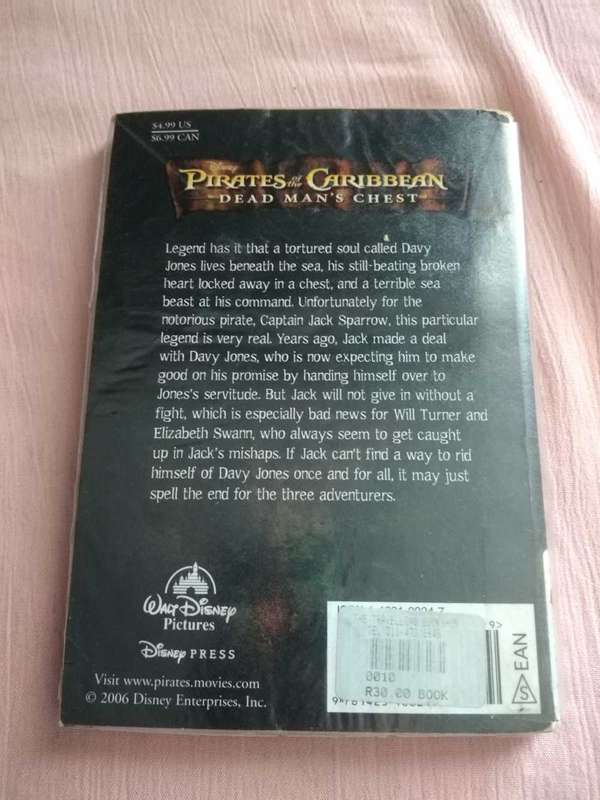 $4.99 US
$6.99 CAN
Disney
PIRATES of the CARIBBEAN
DEAD MAN'S CHEST
Legend has it that a tortured soul called Davy
Jones lives beneath the sea, his still-beating broken
heart locked away in a chest, and a terrible sea
beast at his command. Unfortunately for the
notorious pirate, Captain Jack Sparrow, this particular
legend is very real. Years ago, Jack made a deal
with Davy Jones, who is now expecting him to make
good on his promise by handing himself over to
Jones's servitude. But Jack will not give in without a
fight, which is especially bad news for Will Turner and
Elizabeth Swann, who always seem to get caught
up in Jack's mishaps. If Jack can't find a way to rid
himself of Davy Jones once and for all, it may just
spell the end for the three adventurers.
WALT DISNEY
Pictures
DISNEY PRESS
Visit www.pirates.movies.com
© 2006 Disney Enterprises, Inc.
9>
0010
R30.00 BOOK
EAN
S